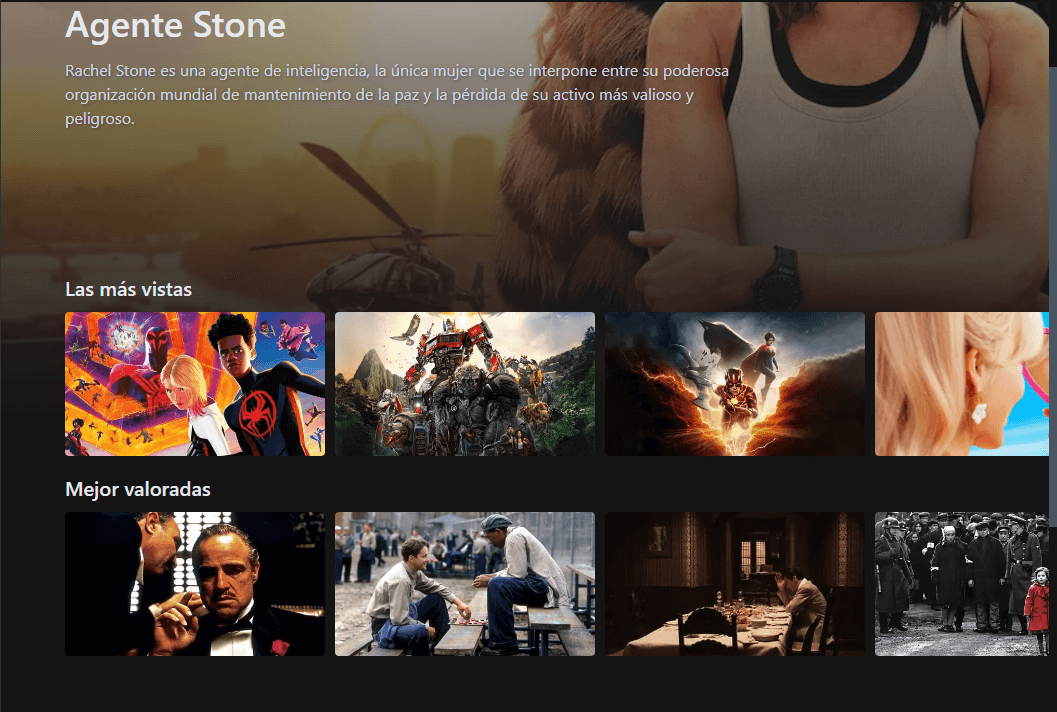 Agente Stone
Rachel Stone es una agente de inteligencia, la única mujer que se interpone entre su poderosa
organización mundial de mantenimiento de la paz y la pérdida de su activo más valioso y
peligroso.
Las más vistas
Mejor valoradas